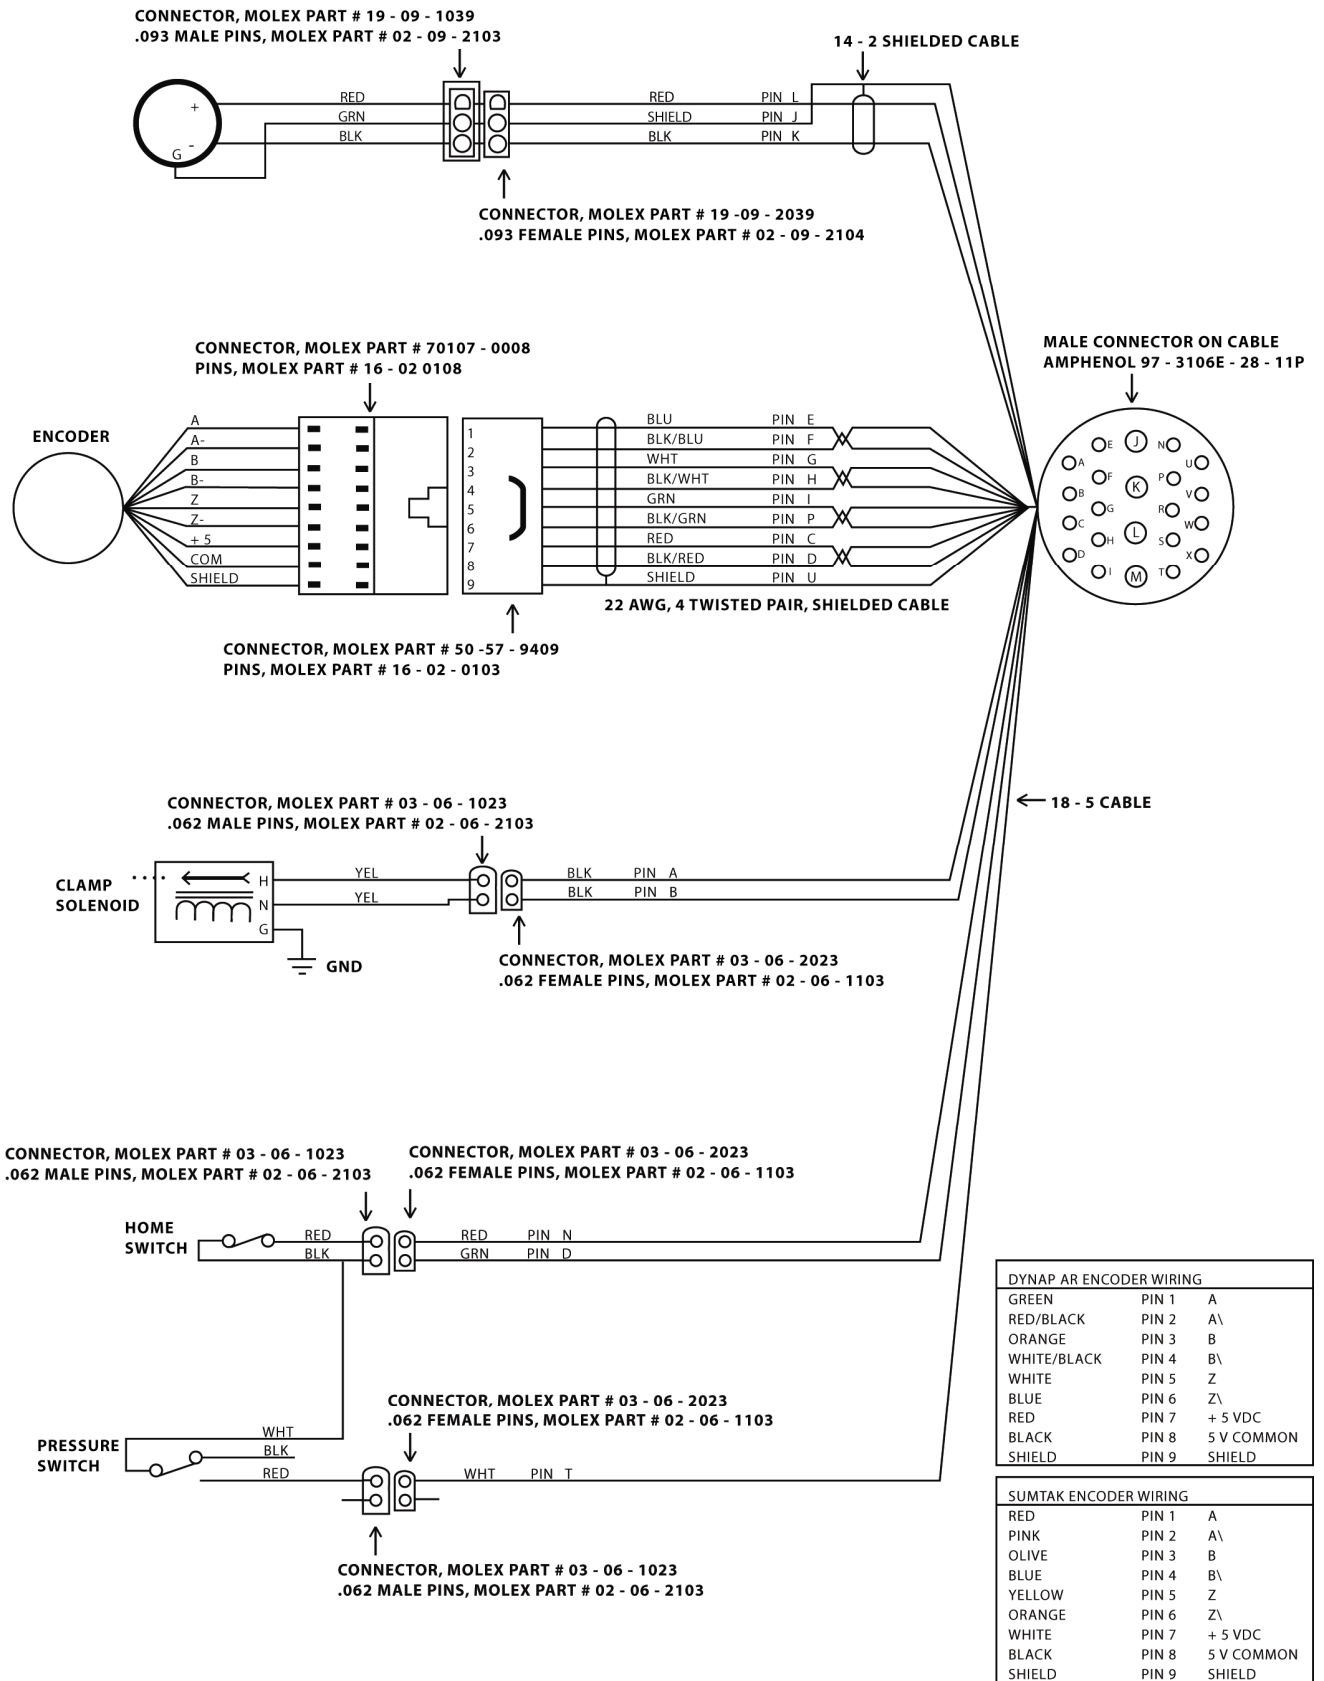 CONNECTOR, MOLEX PART # 19 - 09 - 1039
.093 MALE PINS, MOLEX PART # 02 - 09 - 2103
14 - 2 SHIELDED CABLE
+
-
G
RED
GRN
BLK
RED PIN L
SHIELD PIN J
BLK PIN K
CONNECTOR, MOLEX PART # 19 -09 - 2039
.093 FEMALE PINS, MOLEX PART # 02 - 09 - 2104
CONNECTOR, MOLEX PART # 70107 - 0008
PINS, MOLEX PART # 16 - 02 0108
MALE CONNECTOR ON CABLE
AMPHENOL 97 - 3106E - 28 - 11P
ENCODER
A
A-
B
B-
Z
Z-
+ 5
COM
SHIELD
1
2
3
4
5
6
7
8
9
BLU PIN E
BLK/BLU PIN F
WHT PIN G
BLK/WHT PIN H
GRN PIN I
BLK/GRN PIN P
RED PIN C
BLK/RED PIN D
SHIELD PIN U
22 AWG, 4 TWISTED PAIR, SHIELDED CABLE
E J N
A U
F P
B K V
G R
C W
H L S
D X
I M T
CONNECTOR, MOLEX PART # 50 -57 - 9409
PINS, MOLEX PART # 16 - 02 - 0103
18 - 5 CABLE
CONNECTOR, MOLEX PART # 03 - 06 - 1023
.062 MALE PINS, MOLEX PART # 02 - 06 - 2103
CLAMP
SOLENOID
H
N
G
GND
YEL
YEL
BLK PIN A
BLK PIN B
CONNECTOR, MOLEX PART # 03 - 06 - 2023
.062 FEMALE PINS, MOLEX PART # 02 - 06 - 1103
CONNECTOR, MOLEX PART # 03 - 06 - 1023
.062 MALE PINS, MOLEX PART # 02 - 06 - 2103
CONNECTOR, MOLEX PART # 03 - 06 - 2023
.062 FEMALE PINS, MOLEX PART # 02 - 06 - 1103
HOME
SWITCH
RED
BLK
RED PIN N
GRN PIN D
CONNECTOR, MOLEX PART # 03 - 06 - 2023
.062 FEMALE PINS, MOLEX PART # 02 - 06 - 1103
PRESSURE
SWITCH
WHT
BLK
RED
WHT PIN T
CONNECTOR, MOLEX PART # 03 - 06 - 1023
.062 MALE PINS, MOLEX PART # 02 - 06 - 2103
DYNAP AR ENCODER WIRING
GREEN PIN 1 A
RED/BLACK PIN 2 A\
ORANGE PIN 3 B
WHITE/BLACK PIN 4 B\
WHITE PIN 5 Z
BLUE PIN 6 Z\
RED PIN 7 + 5 VDC
BLACK PIN 8 5 V COMMON
SHIELD PIN 9 SHIELD
SUMTAK ENCODER WIRING
RED PIN 1 A
PINK PIN 2 A\
OLIVE PIN 3 B
BLUE PIN 4 B\
YELLOW PIN 5 Z
ORANGE PIN 6 Z\
WHITE PIN 7 + 5 VDC
BLACK PIN 8 5 V COMMON
SHIELD PIN 9 SHIELD